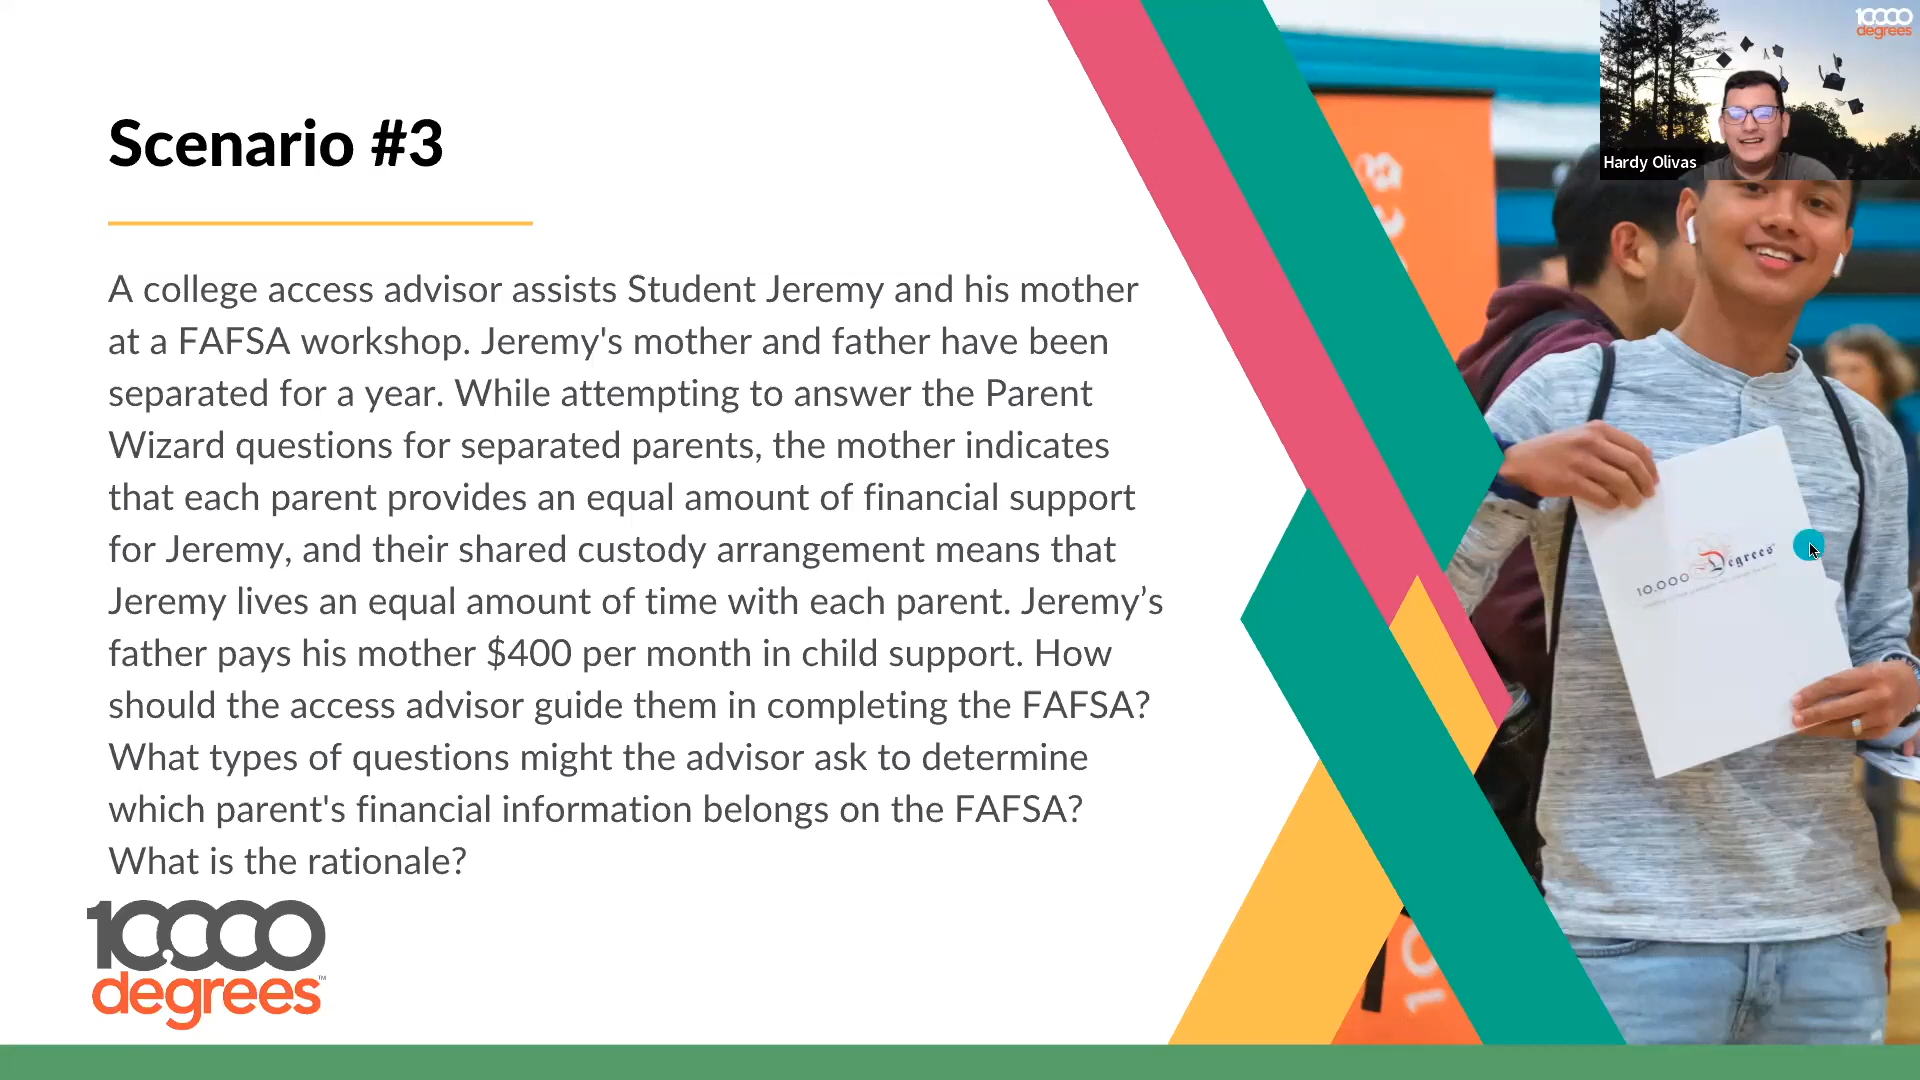 Scenario #3
A college access advisor assists Student Jeremy and his mother
at a FAFSA workshop. Jeremy's mother and father have been
separated for a year. While attempting to answer the Parent
Wizard questions for separated parents, the mother indicates
that each parent provides an equal amount of financial support
for Jeremy, and their shared custody arrangement means that
Jeremy lives an equal amount of time with each parent. Jeremy’s
father pays his mother $400 per month in child support. How
should the access advisor guide them in completing the FAFSA?
What types of questions might the advisor ask to determine
which parent's financial information belongs on the FAFSA?
What is the rationale?
10,000
degrees™
10,000
degrees
Hardy Olivas
10,000 Degrees
10